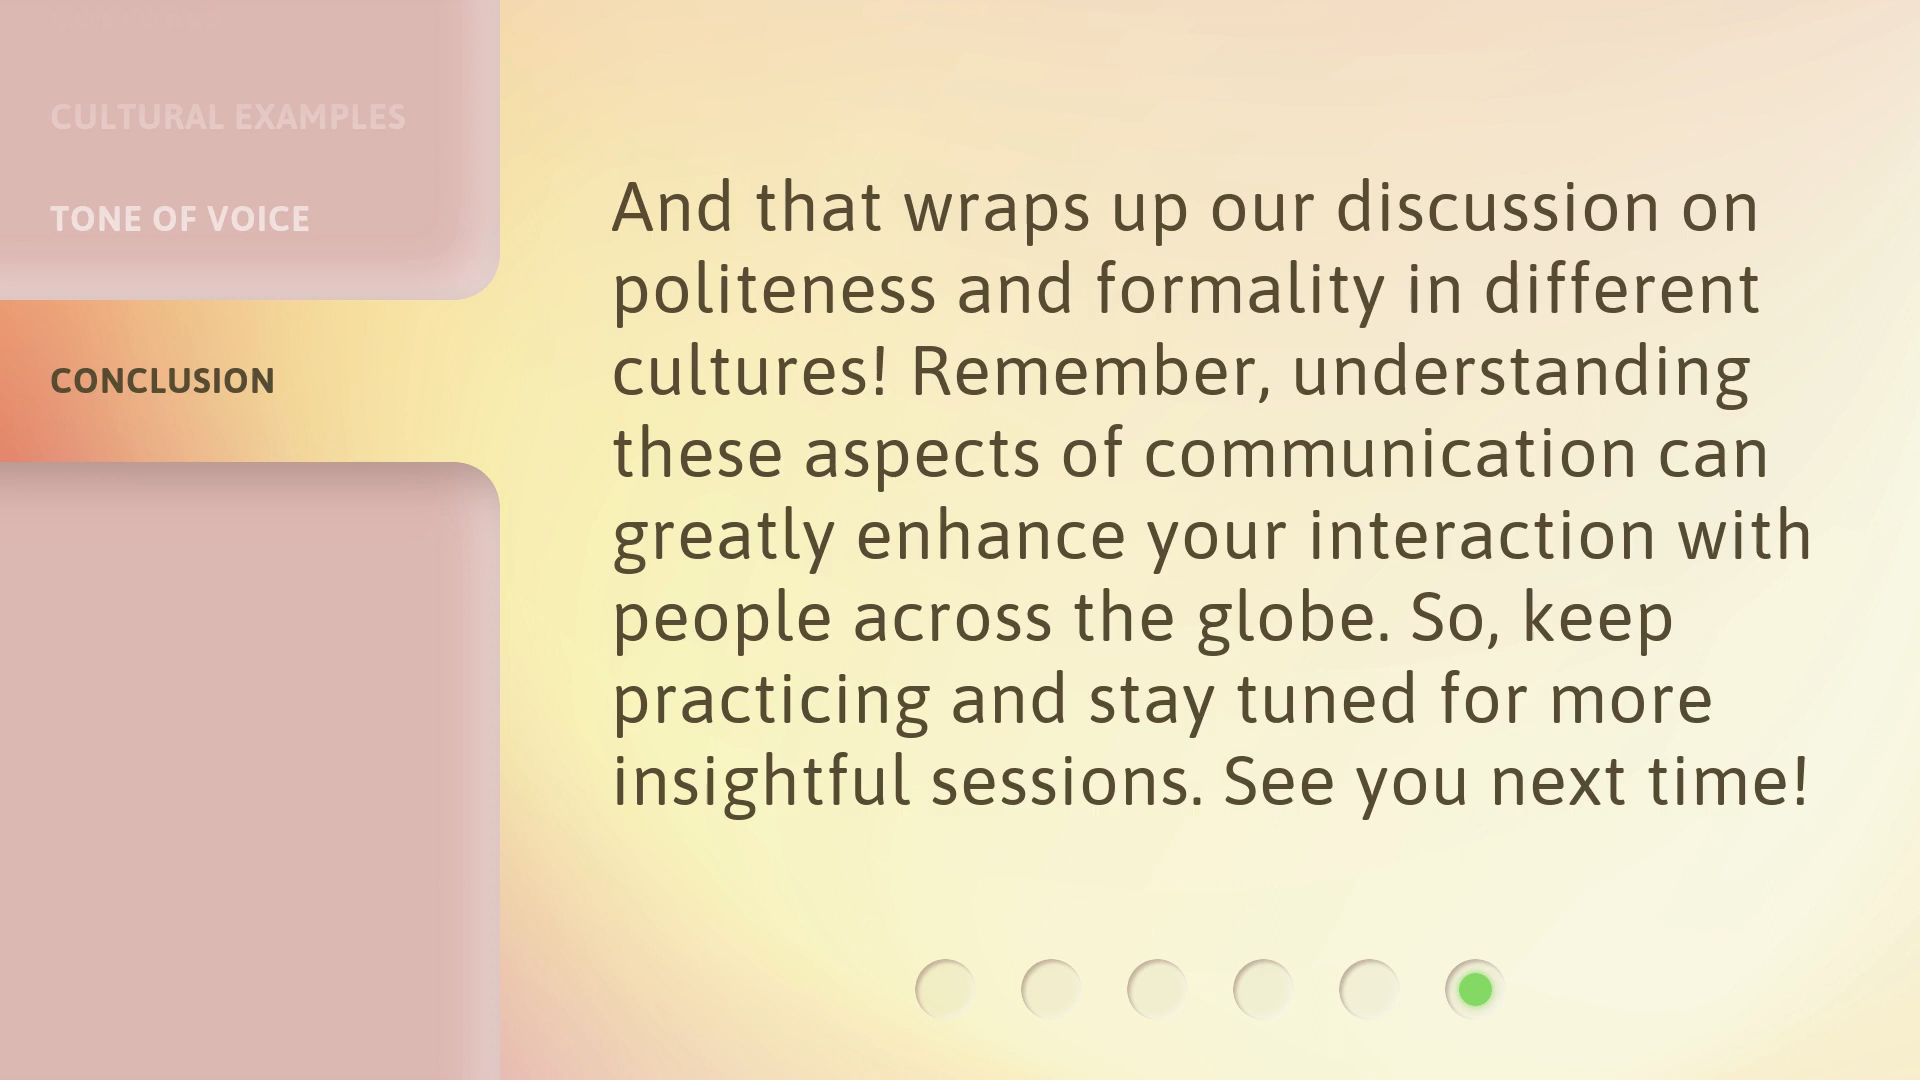 CULTURAL EXAMPLES
TONE OF VOICE
CONCLUSION
And that wraps up our discussion on
politeness and formality in different
cultures! Remember, understanding
these aspects of communication can
greatly enhance your interaction with
people across the globe. So, keep
practicing and stay tuned for more
insightful sessions. See you next time!